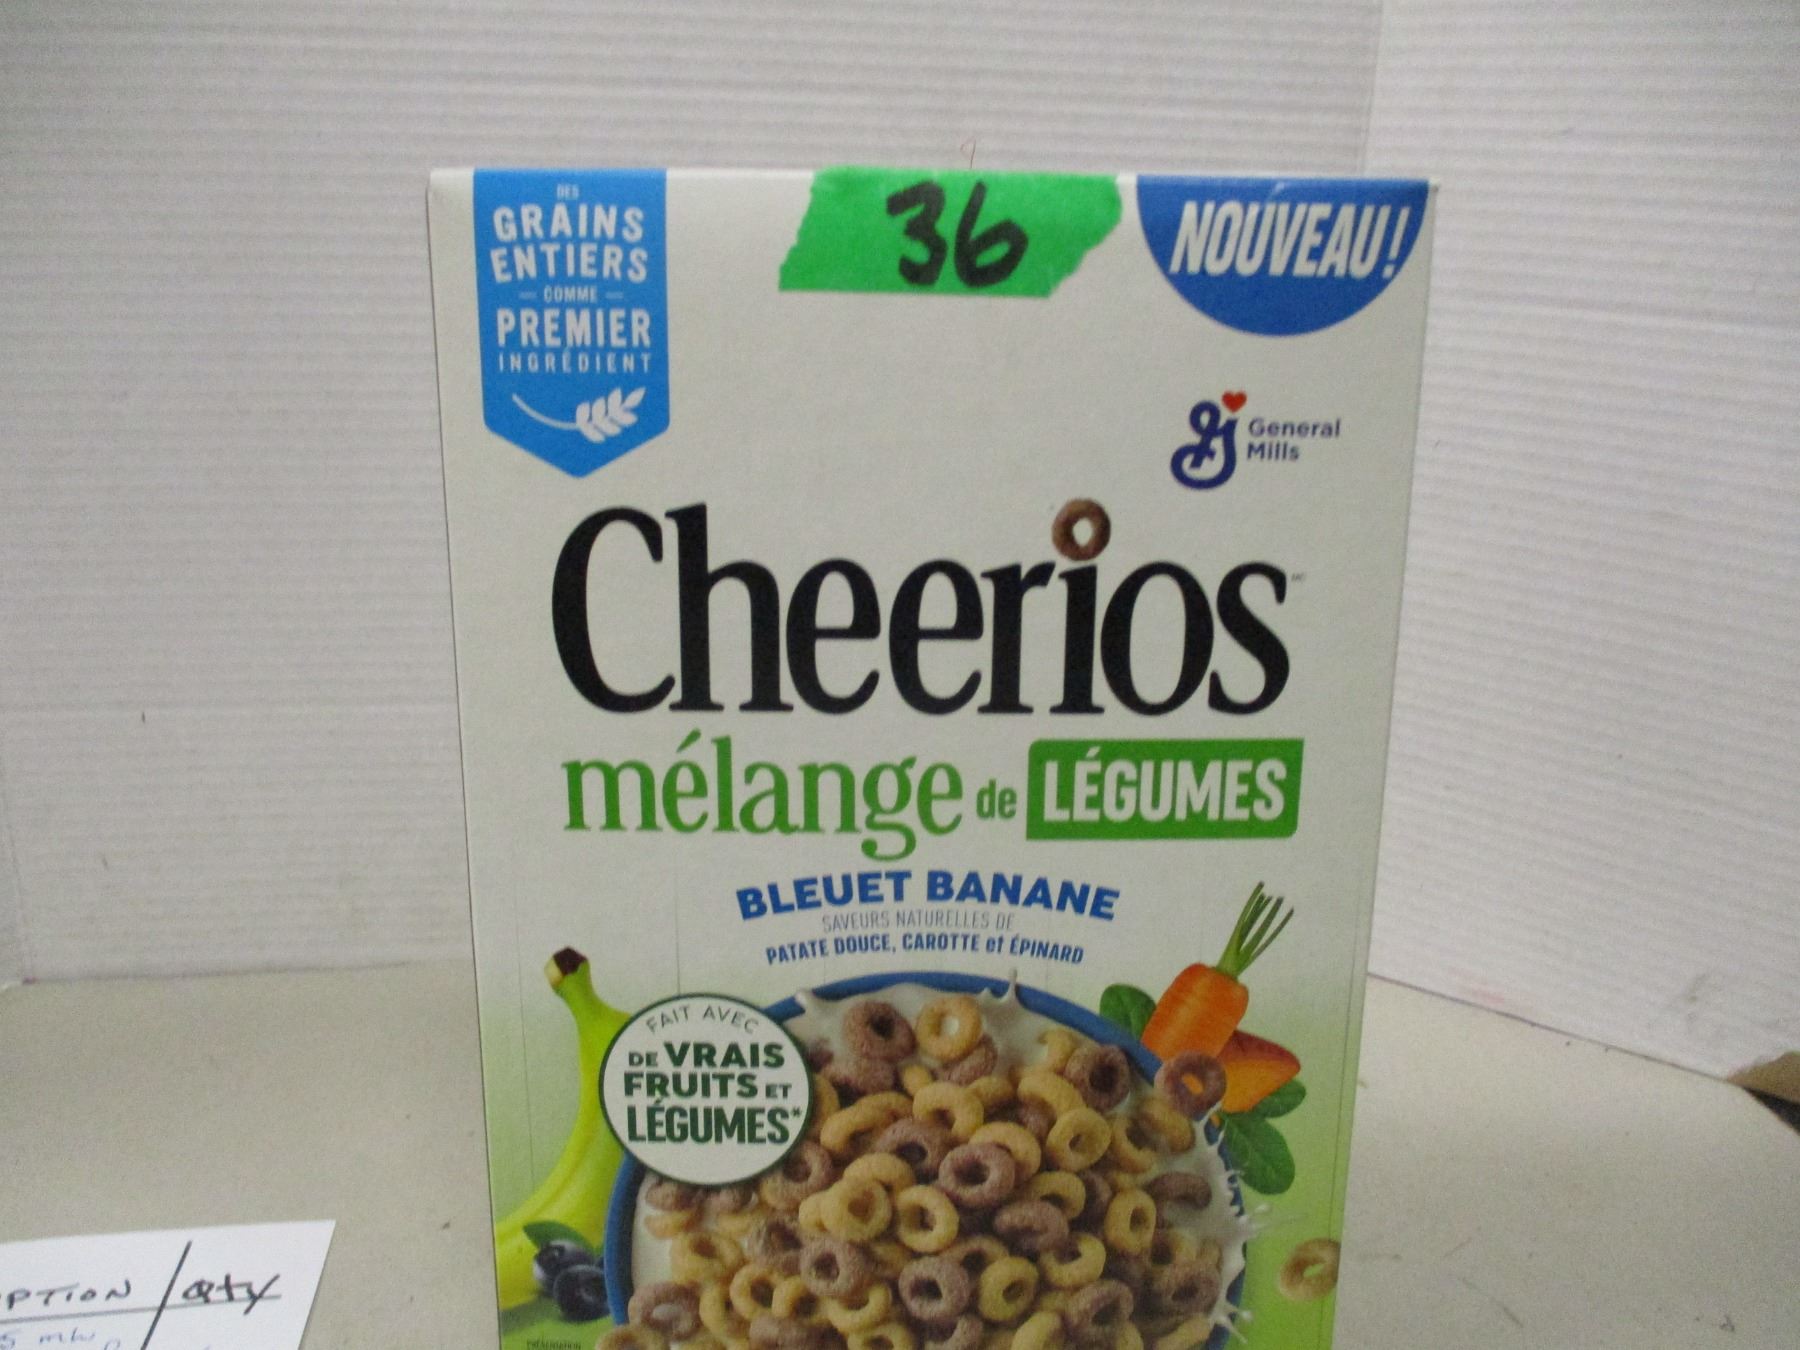 DES
GRAINS
ENTIERS
COMME
PREMIER
INGRÉDIENT
36
NOUVEAU!
General
Mills
Cheerios
mélange de LÉGUMES
BLEUET BANANE
SAVEURS NATURELLES DE
PATATE DOUCE, CAROTTE et ÉPINARD
FAIT AVEC
DE VRAIS
FRUITS ET
LÉGUMES*
PTION / Qty
PRÉSENTATION